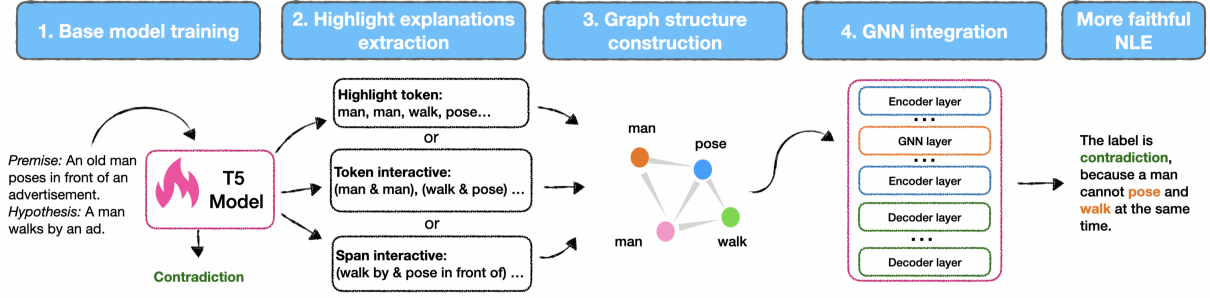 1. Base model training
2. Highlight explanations
extraction
3. Graph structure
construction
4. GNN integration
More faithful
NLE
Premise: An old man
poses in front of an
advertisement.
Hypothesis: A man
walks by an ad.
T5
Model
Contradiction
Highlight token:
man, man, walk, pose...
or
Token interactive:
(man & man), (walk & pose) ...
or
Span interactive:
(walk by & pose in front of) ...
man
pose
man
walk
Encoder layer
...
GNN layer
...
Encoder layer
Decoder layer
...
Decoder layer
The label is
contradiction,
because a man
cannot pose and
walk at the same
time.